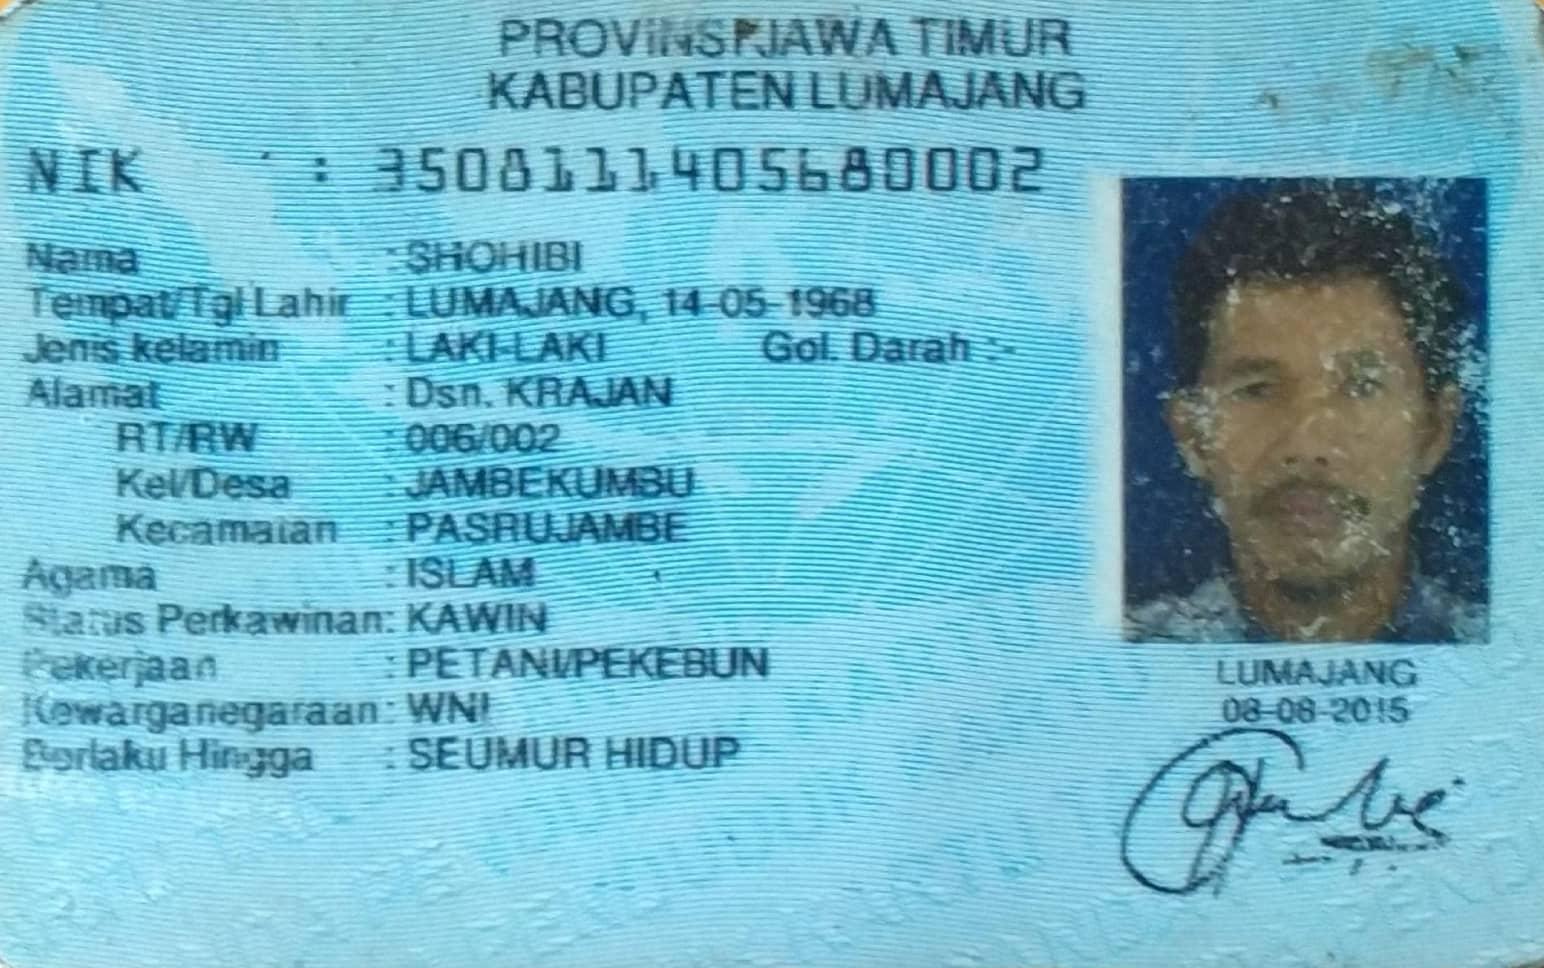 PROVINSI JAWA TIMUR
KABUPATEN LUMAJANG
NIK : 3508111405680002
Nama : SHOHIBI
Tempat/Tgl Lahir : LUMAJANG, 14-05-1968
Jenis kelamin : LAKI-LAKI Gol. Darah :-
Alamat : Dsn. KRAJAN
RT/RW : 006/002
Kel/Desa : JAMBEKUMBU
Kecamatan : PASRUJAMBE
Agama : ISLAM
Status Perkawinan: KAWIN
Pekerjaan : PETANI/PEKEBUN
Kewarganegaraan: WNI
Berlaku Hingga : SEUMUR HIDUP
LUMAJANG
08-08-2015